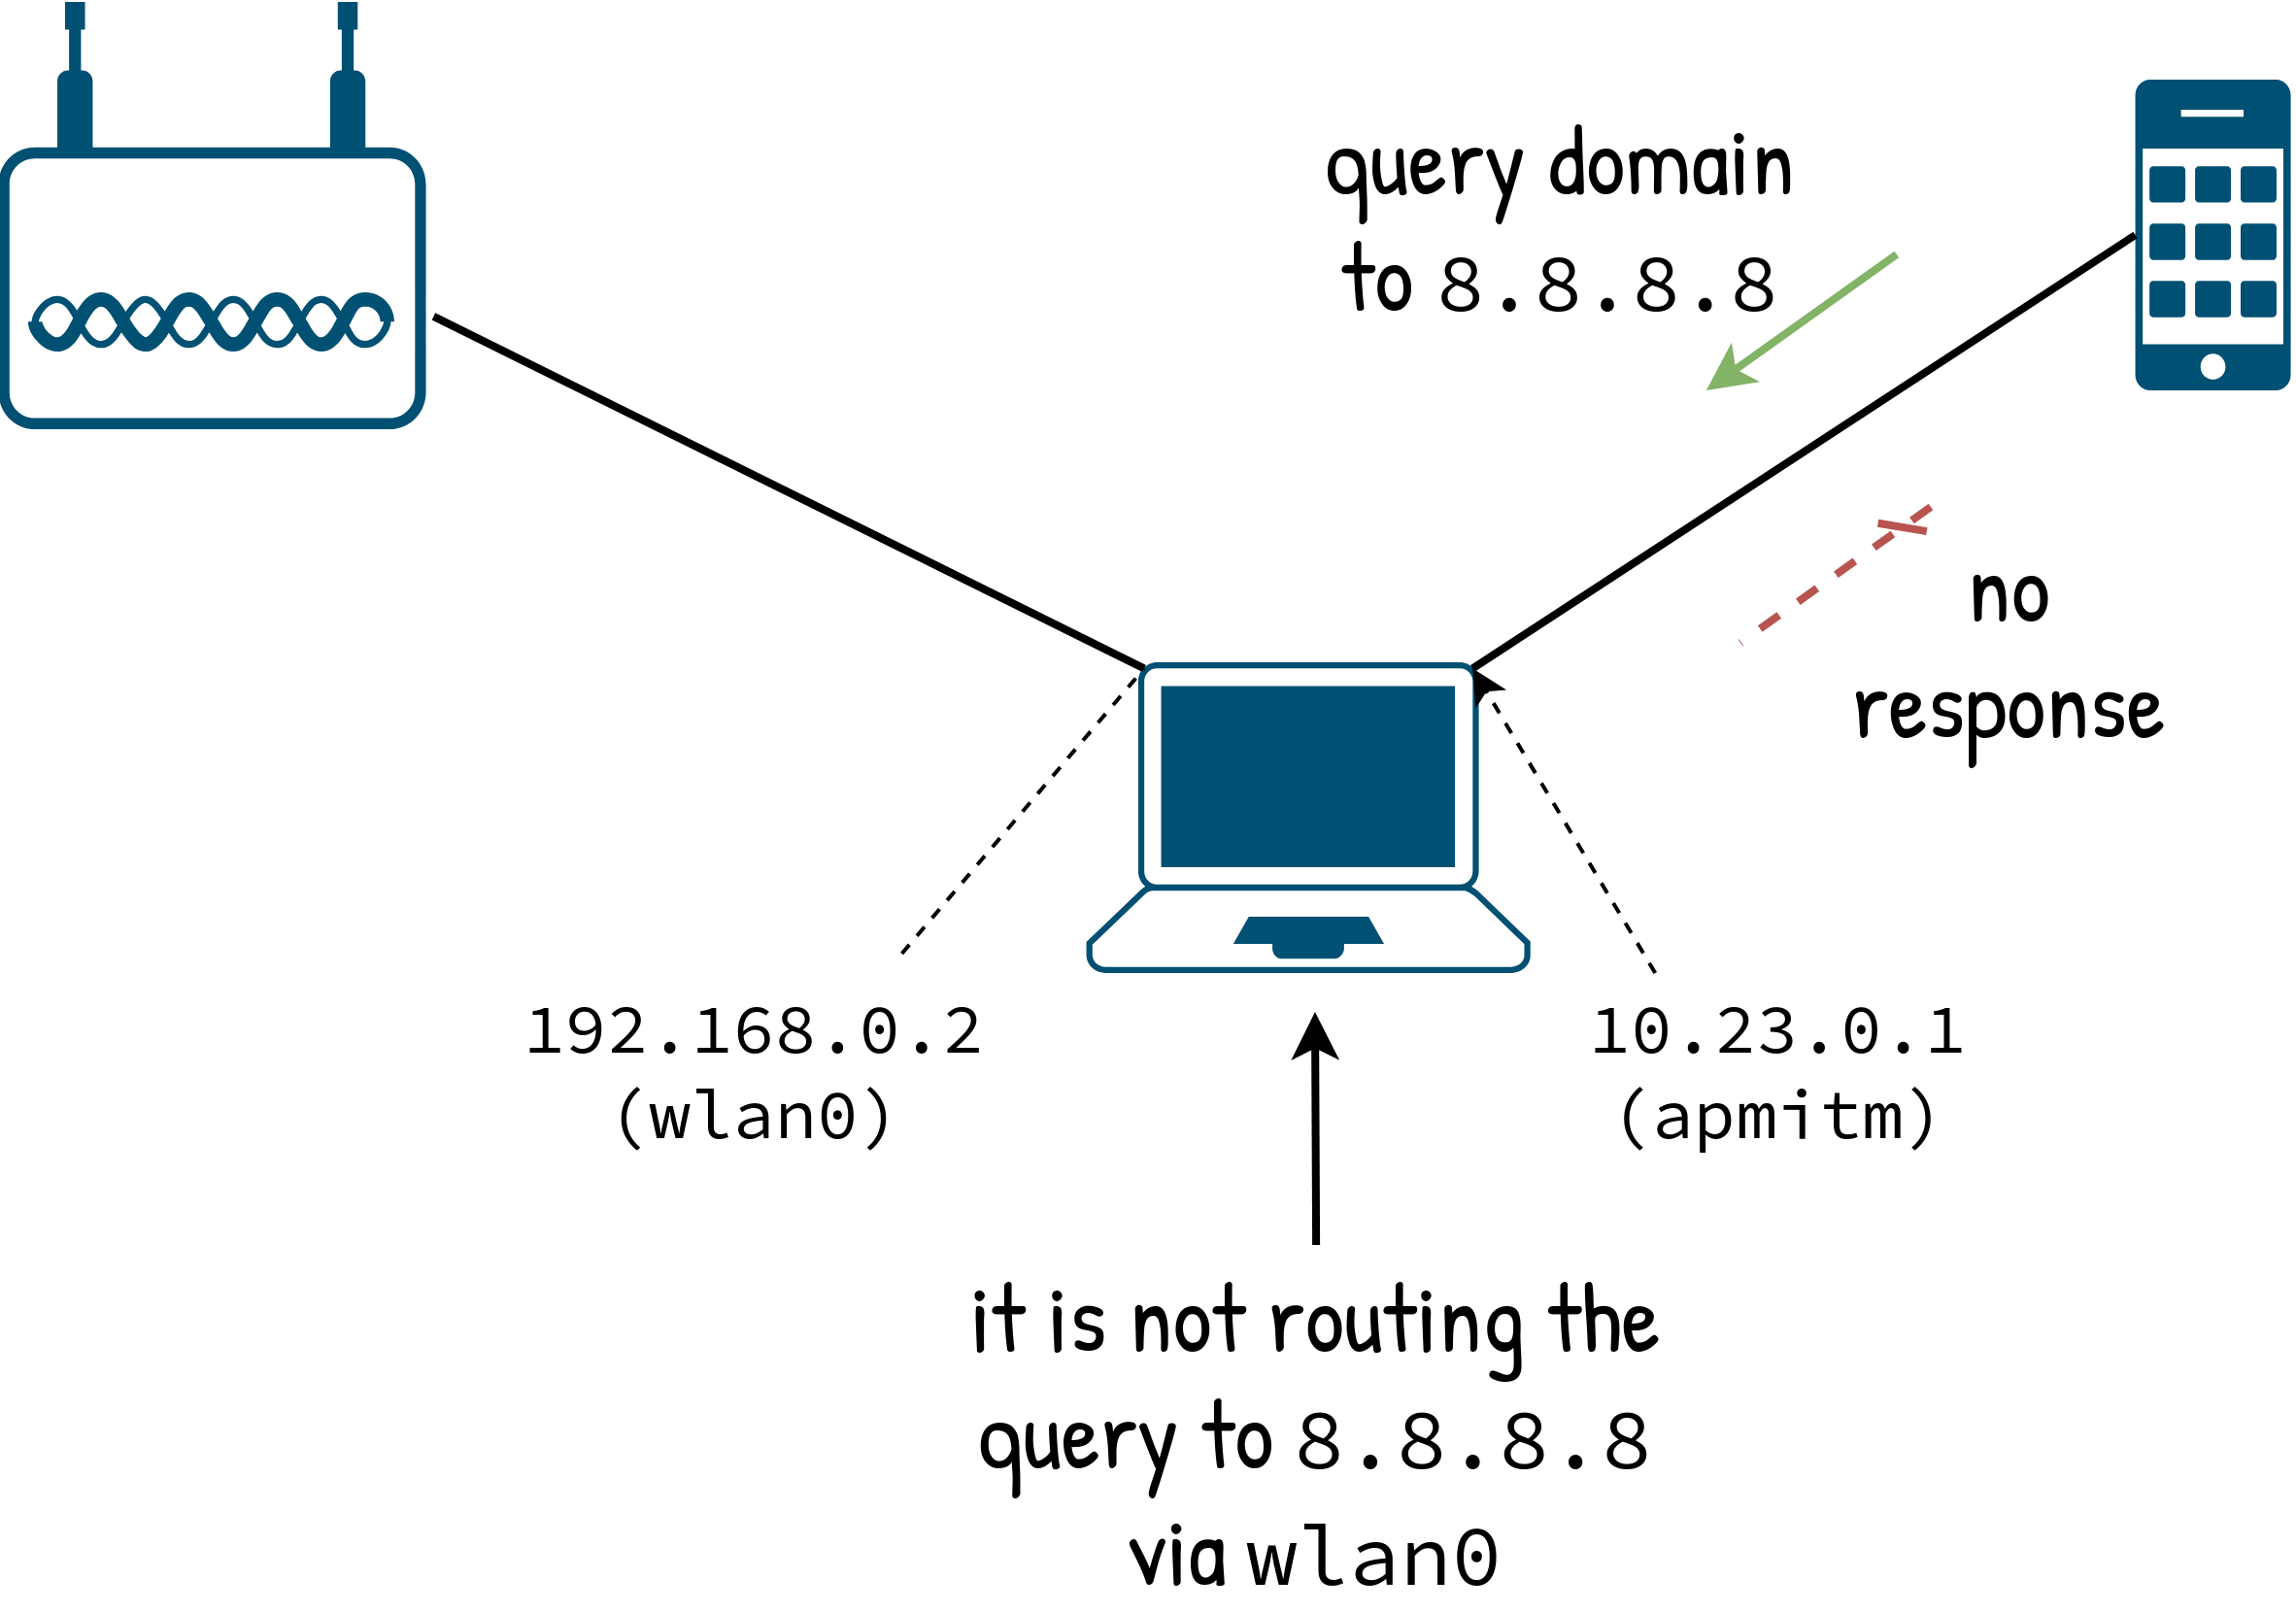 query domain
to 8.8.8.8
no
response
192.168.0.2
(wlan0)
10.23.0.1
(apmitm)
it is not routing the
query to 8.8.8.8
via wlan0